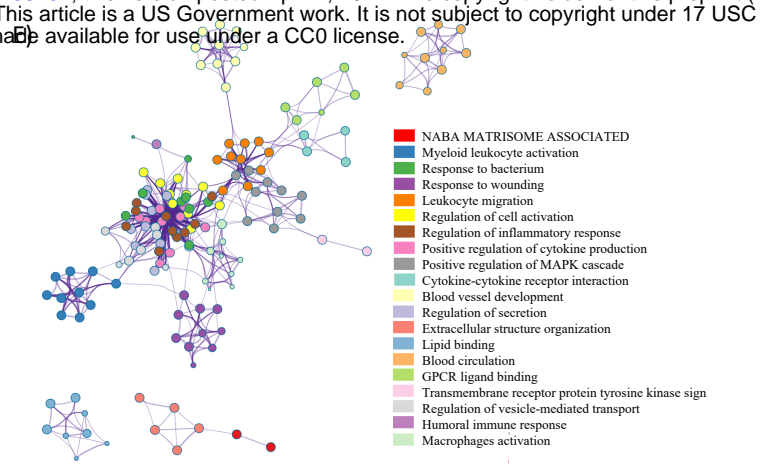 This article is a US Government work. It is not subject to copyright under 17 USC
available for use under a CC0 license.
NABA MATRISOME ASSOCIATED
Myeloid leukocyte activation
Response to bacterium
Response to wounding
Leukocyte migration
Regulation of cell activation
Regulation of inflammatory response
Positive regulation of cytokine production
Positive regulation of MAPK cascade
Cytokine-cytokine receptor interaction
Blood vessel development
Regulation of secretion
Extracellular structure organization
Lipid binding
Blood circulation
GPCR ligand binding
Transmembrane receptor protein tyrosine kinase sign
Regulation of vesicle-mediated transport
Humoral immune response
Macrophages activation